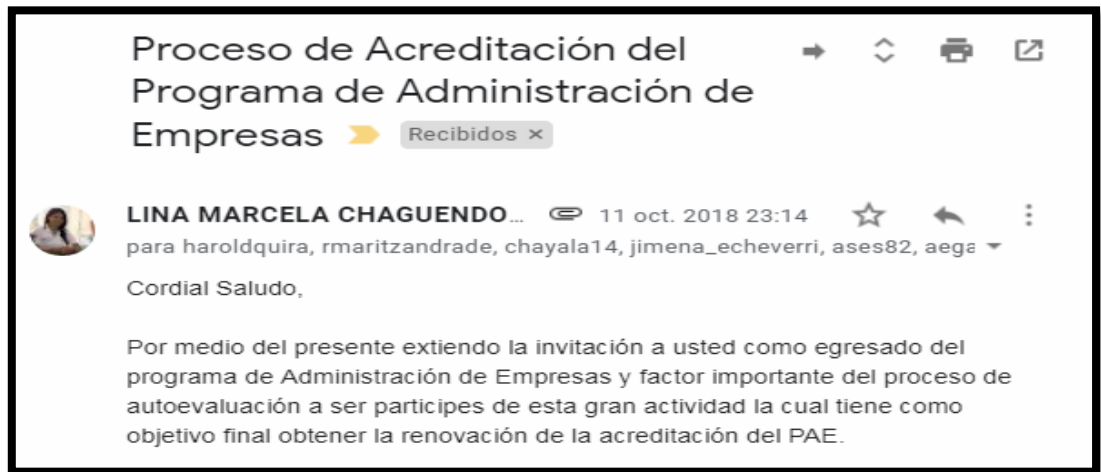 Proceso de Acreditación del
Programa de Administración de
Empresas
Recibidos ×
LINA MARCELA CHAGUENDO... 11 oct. 2018 23:14
para haroldquira, rmaritzandrade, chayala14, jimena_echeverri, ases82, aega
Cordial Saludo,
Por medio del presente extiendo la invitación a usted como egresado del
programa de Administración de Empresas y factor importante del proceso de
autoevaluación a ser participes de esta gran actividad la cual tiene como
objetivo final obtener la renovación de la acreditación del PAE.